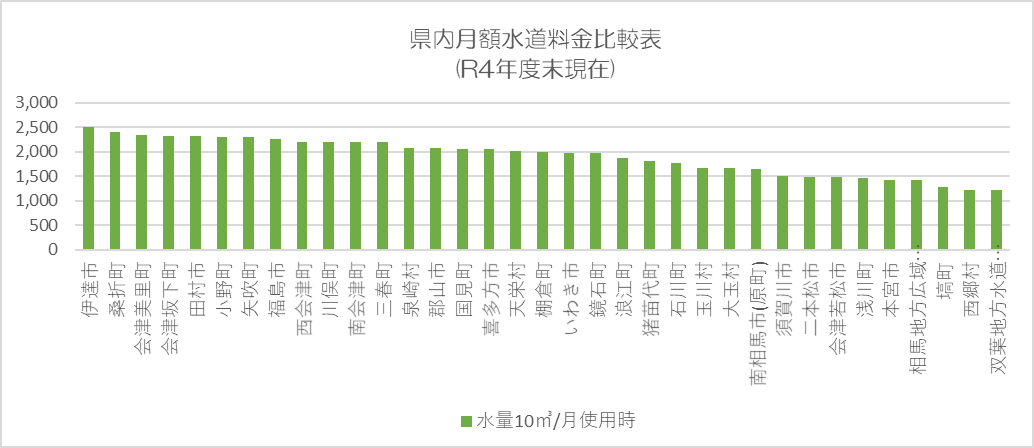 県内月額水道料金比較表
(R4年度末現在)
3,000
2,500
2,000
1,500
1,000
500
0
伊達市
桑折町
会津美里町
会津坂下町
田村市
小野町
矢吹町
福島市
西会津町
川俣町
南会津町
三春町
泉崎村
郡山市
国見町
喜多方市
天栄村
棚倉町
いわき市
鏡石町
浪江町
猪苗代町
石川町
玉川村
大玉村
南相馬市(原町)
須賀川市
二本松市
会津若松市
浅川町
本宮市
相馬地方広域…
塙町
西郷村
双葉地方水道…
水量10㎥/月使用時